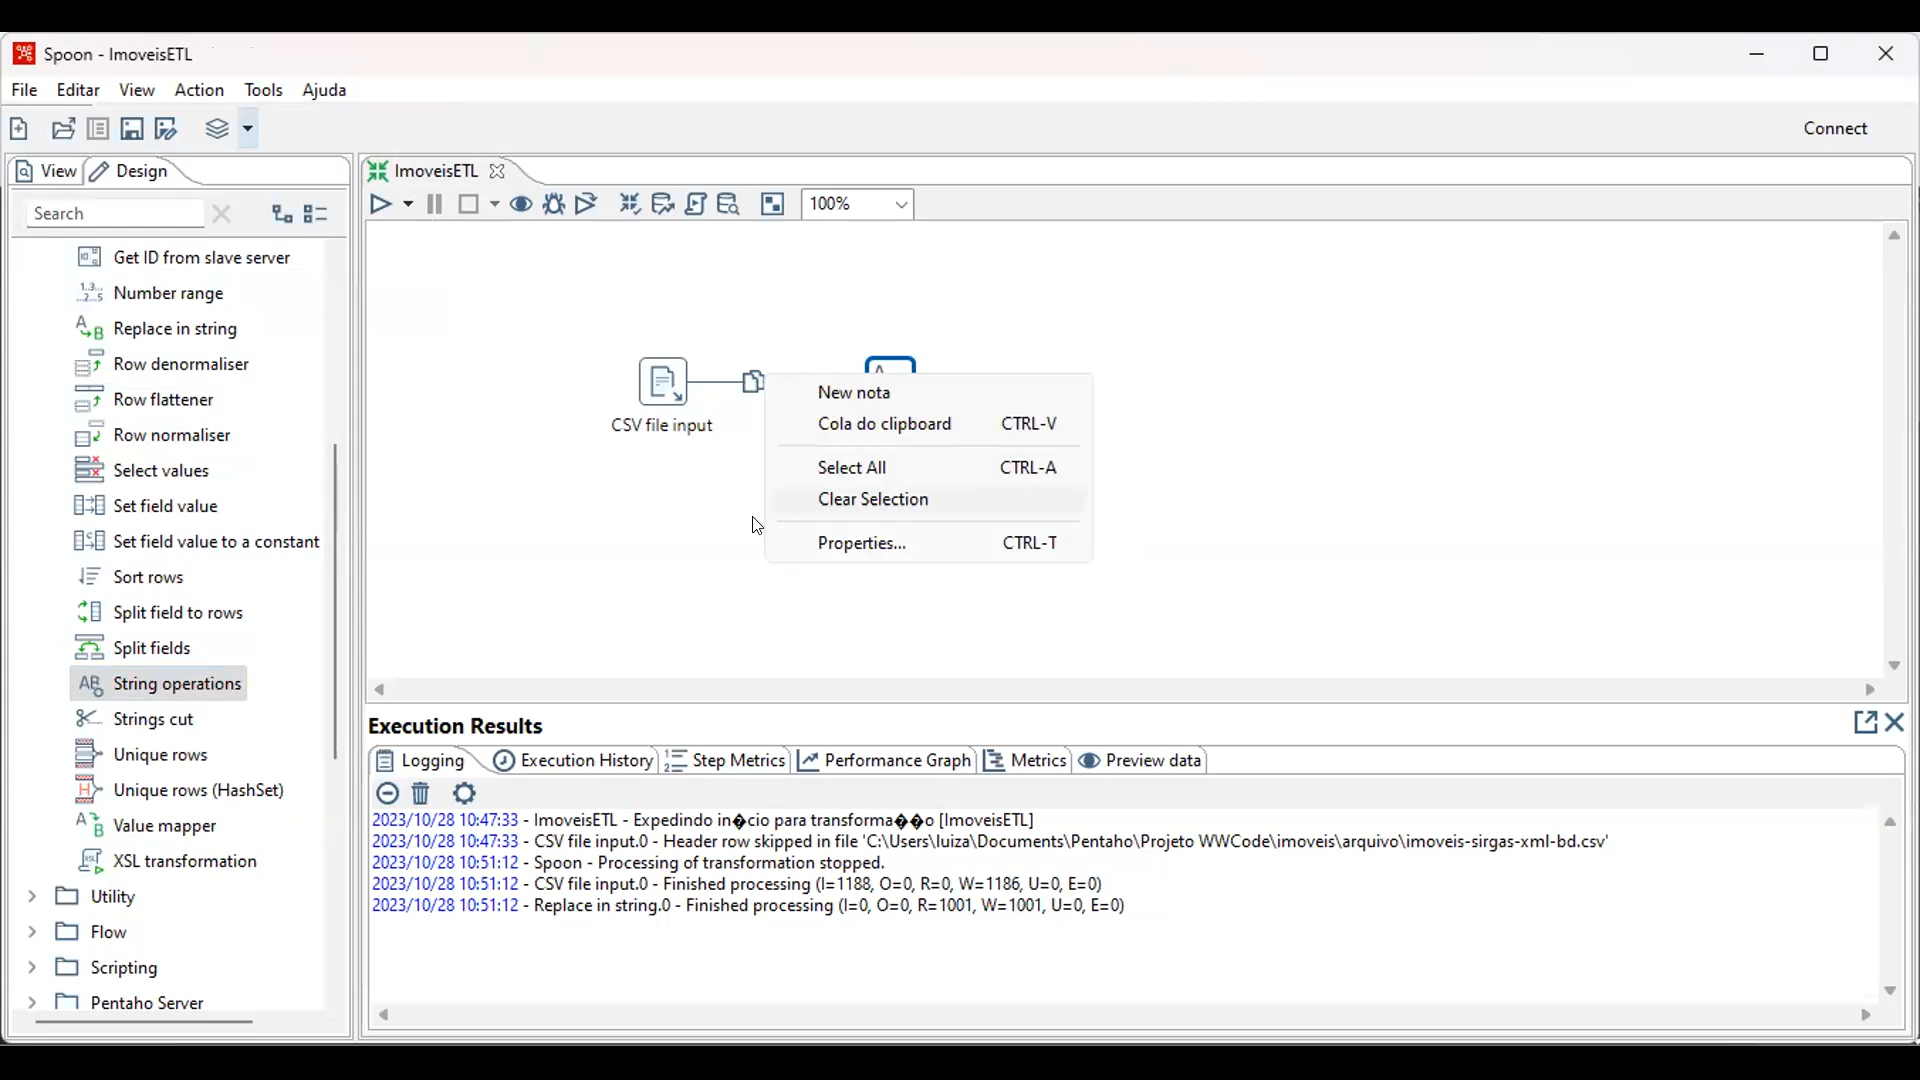 Spoon - ImoveisETL
File Editar View Action Tools Ajuda
Connect
View Design
ImoveisETL
Search
100%
Get ID from slave server
Number range
Replace in string
Row denormaliser
Row flattener
Row normaliser
Select values
Set field value
Set field value to a constant
Sort rows
Split field to rows
Split fields
String operations
Strings cut
Unique rows
Unique rows (HashSet)
Value mapper
XSL transformation
Utility
Flow
Scripting
Pentaho Server
CSV file input
New nota
Cola do clipboard CTRL-V
Select All CTRL-A
Clear Selection
Properties... CTRL-T
Execution Results
Logging Execution History Step Metrics Performance Graph Metrics Preview data
2023/10/28 10:47:33 - ImoveisETL - Expedindo in�cio para transforma��o [ImoveisETL]
2023/10/28 10:47:33 - CSV file input.0 - Header row skipped in file 'C:\Users\luiza\Documents\Pentaho\Projeto WWCode\imoveis\arquivo\imoveis-sirgas-xml-bd.csv'
2023/10/28 10:51:12 - Spoon - Processing of transformation stopped.
2023/10/28 10:51:12 - CSV file input.0 - Finished processing (I=1188, O=0, R=0, W=1186, U=0, E=0)
2023/10/28 10:51:12 - Replace in string.0 - Finished processing (I=0, O=0, R=1001, W=1001, U=0, E=0)